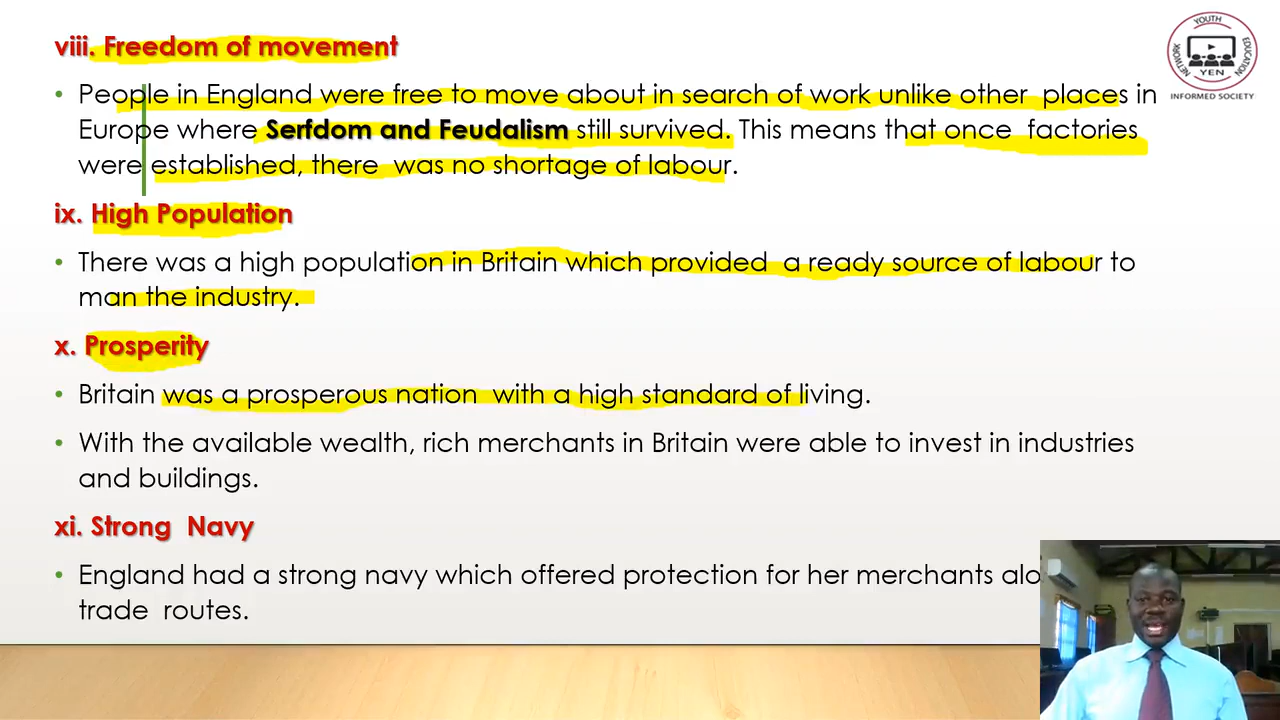 viii. Freedom of movement
• People in England were free to move about in search of work unlike other places in
Europe where Serfdom and Feudalism still survived. This means that once factories
were established, there was no shortage of labour.
ix. High Population
• There was a high population in Britain which provided a ready source of labour to
man the industry.
x. Prosperity
• Britain was a prosperous nation with a high standard of living.
• With the available wealth, rich merchants in Britain were able to invest in industries
and buildings.
xi. Strong Navy
• England had a strong navy which offered protection for her merchants alo
trade routes.
YOUTH
EDUCATION
NETWORK
YEN
INFORMED SOCIETY